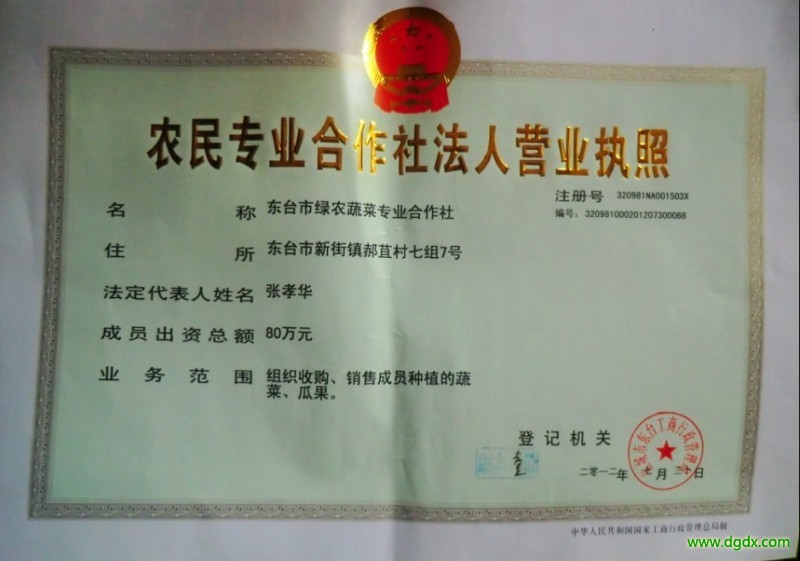 农民专业合作社法人营业执照
注册号 320981NA001503X
编号：320981000201207300068
名称 东台市绿农蔬菜专业合作社
住所 东台市新街镇郝苴村七组7号
法定代表人姓名 张孝华
成员出资总额 80万元
业务范围 组织收购、销售成员种植的蔬
菜、瓜果。
登记机关
二零一二年 七月 三十日
中华人民共和国国家工商行政管理总局制
www.dgdx.com